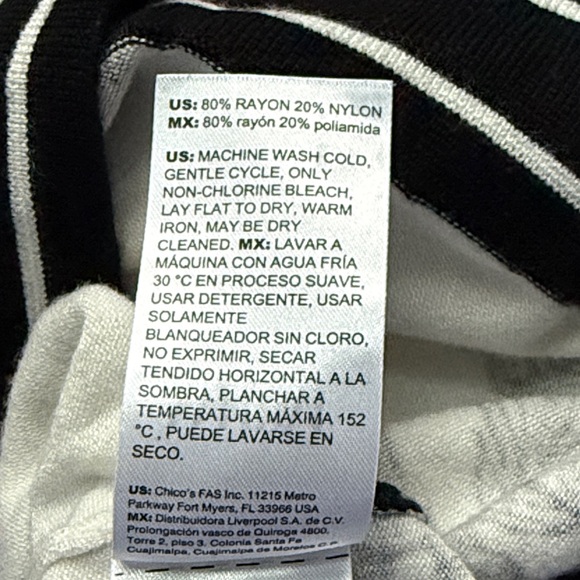 US: 80% RAYON 20% NYLON
MX: 80% rayón 20% poliamida
US: MACHINE WASH COLD,
GENTLE CYCLE, ONLY
NON-CHLORINE BLEACH,
LAY FLAT TO DRY, WARM
IRON, MAY BE DRY
CLEANED. MX: LAVAR A
MÁQUINA CON AGUA FRÍA
30 °C EN PROCESO SUAVE,
USAR DETERGENTE, USAR
SOLAMENTE
BLANQUEADOR SIN CLORO,
NO EXPRIMIR, SECAR
TENDIDO HORIZONTAL A LA
SOMBRA, PLANCHAR A
TEMPERATURA MÁXIMA 152
°C , PUEDE LAVARSE EN
SECO.
US: Chico's FAS Inc. 11215 Metro
Parkway Fort Myers, FL 33966 USA
MX: Distribuidora Liverpool S.A. de C.V.
Prolongación vasco de Quiroga 4800,
Torre 2, piso 3. Colonia Santa Fe
Cuajimalpa, Cuajimalpa de Morelos C.P.